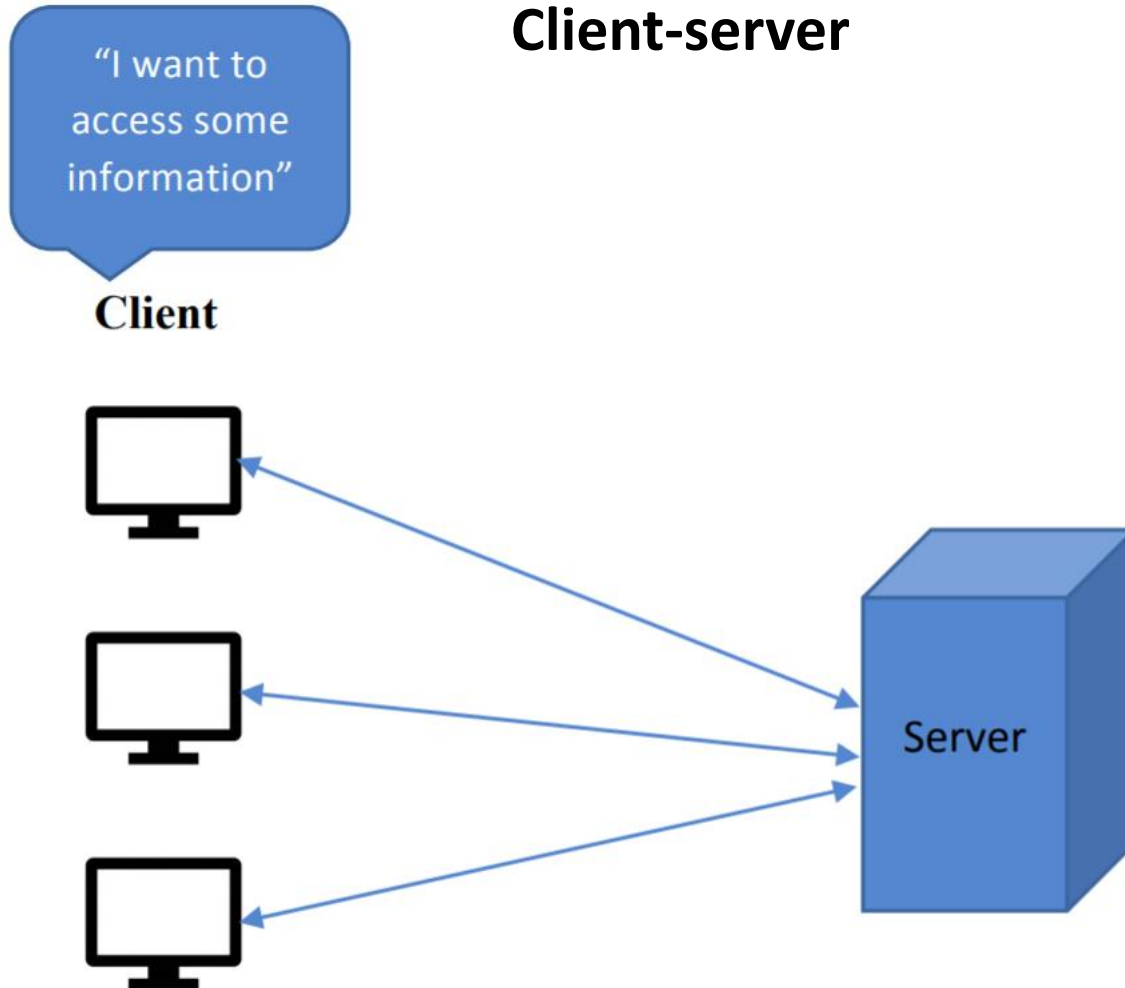 Client-server
“I want to
access some
information”
Client
Server